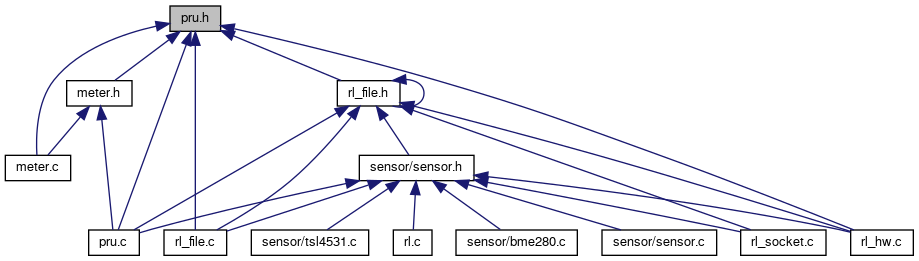 pru.h
meter.h
rl_file.h
meter.c
sensor/sensor.h
pru.c
rl_file.c
sensor/tsl4531.c
rl.c
sensor/bme280.c
sensor/sensor.c
rl_socket.c
rl_hw.c